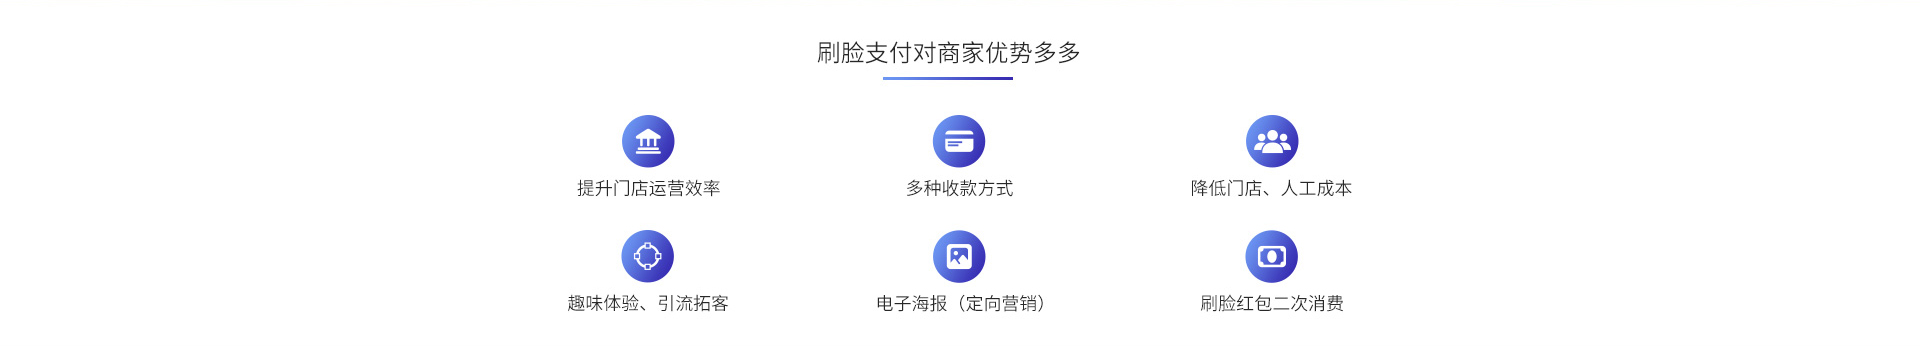 刷脸支付对商家优势多多
提升门店运营效率
多种收款方式
降低门店、人工成本
趣味体验、引流拓客
电子海报（定向营销）
刷脸红包二次消费